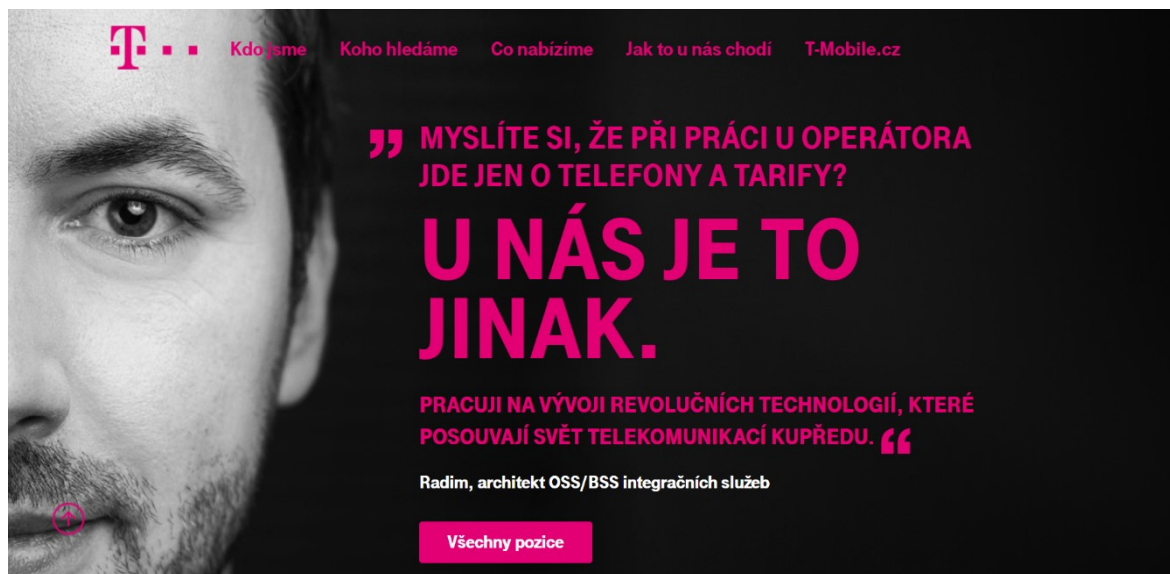 T
Kdo jsme Koho hledáme Co nabízíme Jak to u nás chodí T-Mobile.cz
" MYSLÍTE SI, ŽE PŘI PRÁCI U OPERÁTORA
JDE JEN O TELEFONY A TARIFY?
U NÁS JE TO
JINAK.
PRACUJI NA VÝVOJI REVOLUČNÍCH TECHNOLOGIÍ, KTERÉ
POSOUVAJÍ SVĚT TELEKOMUNIKACÍ KUPŘEDU. "
Radim, architekt OSS/BSS integračních služeb
Všechny pozice